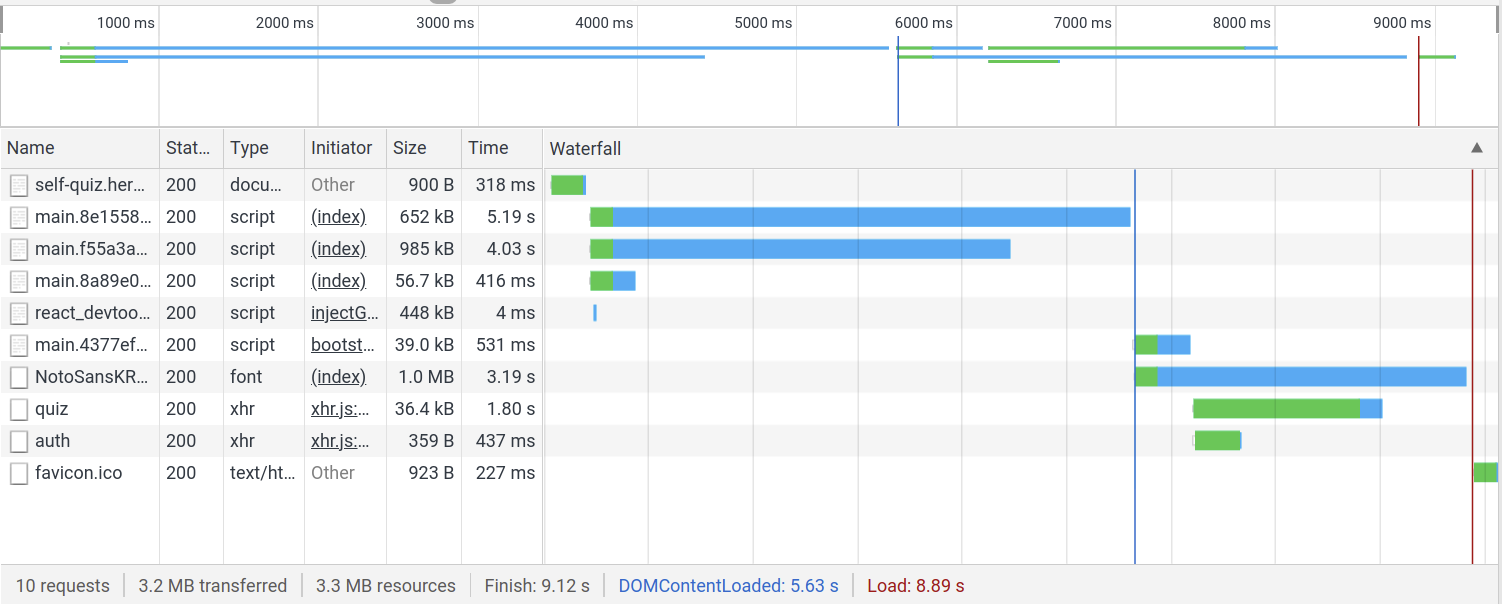 1000 ms 2000 ms 3000 ms 4000 ms 5000 ms 6000 ms 7000 ms 8000 ms 9000 ms
Name Stat... Type Initiator Size Time Waterfall ▲
self-quiz.her... 200 docu... Other 900 B 318 ms
main.8e1558... 200 script (index) 652 kB 5.19 s
main.f55a3a... 200 script (index) 985 kB 4.03 s
main.8a89e0... 200 script (index) 56.7 kB 416 ms
react_devtoo... 200 script injectG... 448 kB 4 ms
main.4377ef... 200 script bootst... 39.0 kB 531 ms
NotoSansKR... 200 font (index) 1.0 MB 3.19 s
quiz 200 xhr xhr.js:... 36.4 kB 1.80 s
auth 200 xhr xhr.js:... 359 B 437 ms
favicon.ico 200 text/ht... Other 923 B 227 ms
10 requests 3.2 MB transferred 3.3 MB resources Finish: 9.12 s DOMContentLoaded: 5.63 s Load: 8.89 s